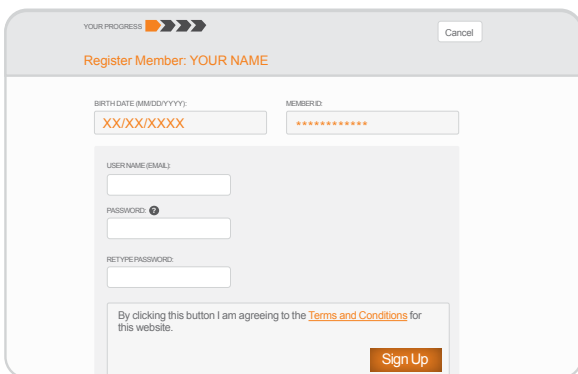 YOUR PROGRESS
Cancel
Register Member: YOUR NAME
BIRTH DATE (MM/DD/YYYY): MEMBER ID:
XX/XX/XXXX ************
USER NAME (EMAIL):
PASSWORD: ?
RETYPE PASSWORD:
By clicking this button I am agreeing to the Terms and Conditions for
this website.
Sign Up